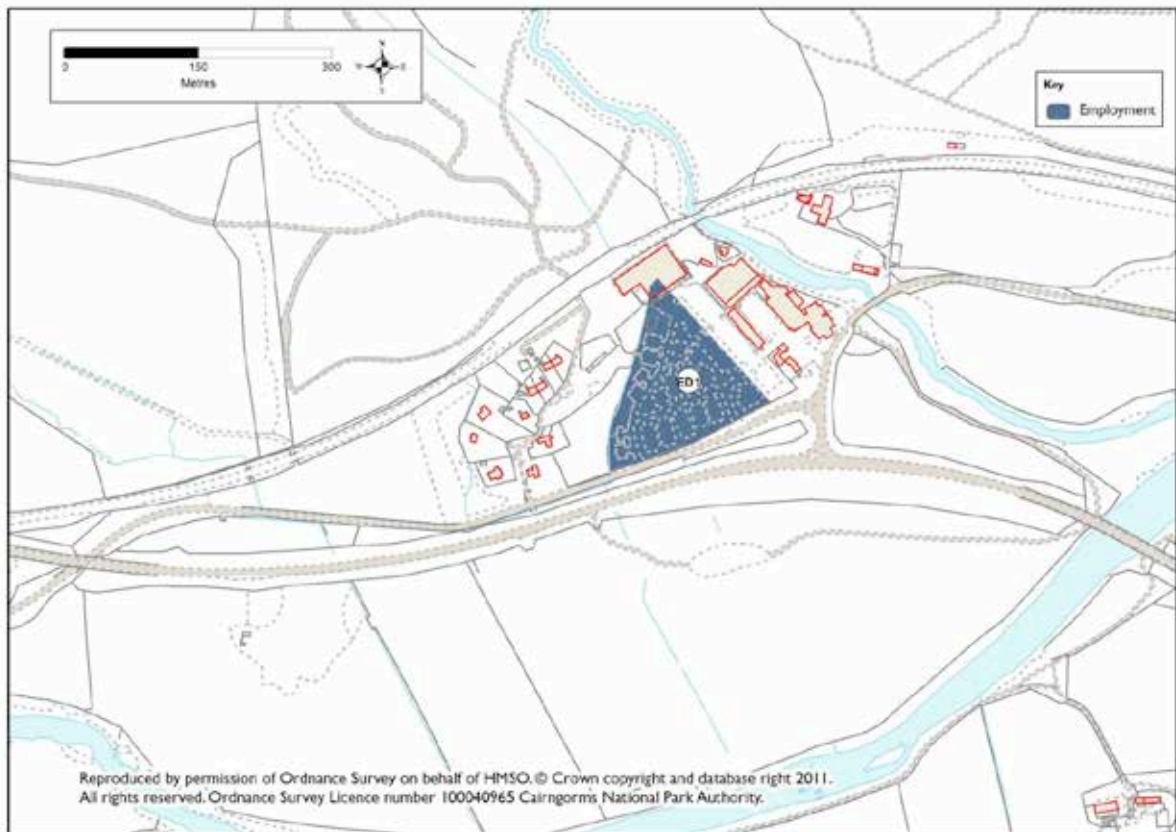 0 150 300
Metres
N
W E
S
Key
Employment
ED1
Reproduced by permission of Ordnance Survey on behalf of HMSO. © Crown copyright and database right 2011.
All rights reserved. Ordnance Survey Licence number 100040965 Cairngorms National Park Authority.